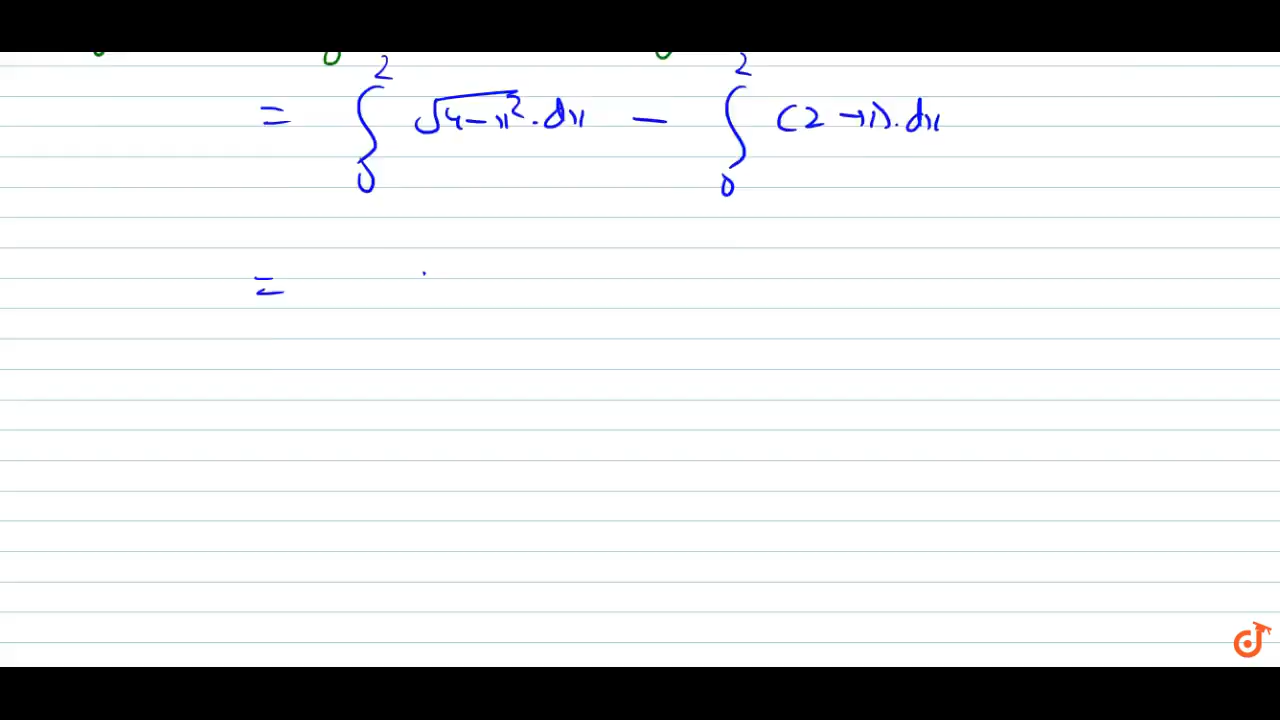 = ∫₀² √4-x² . dx - ∫₀² (2-x). dx
=